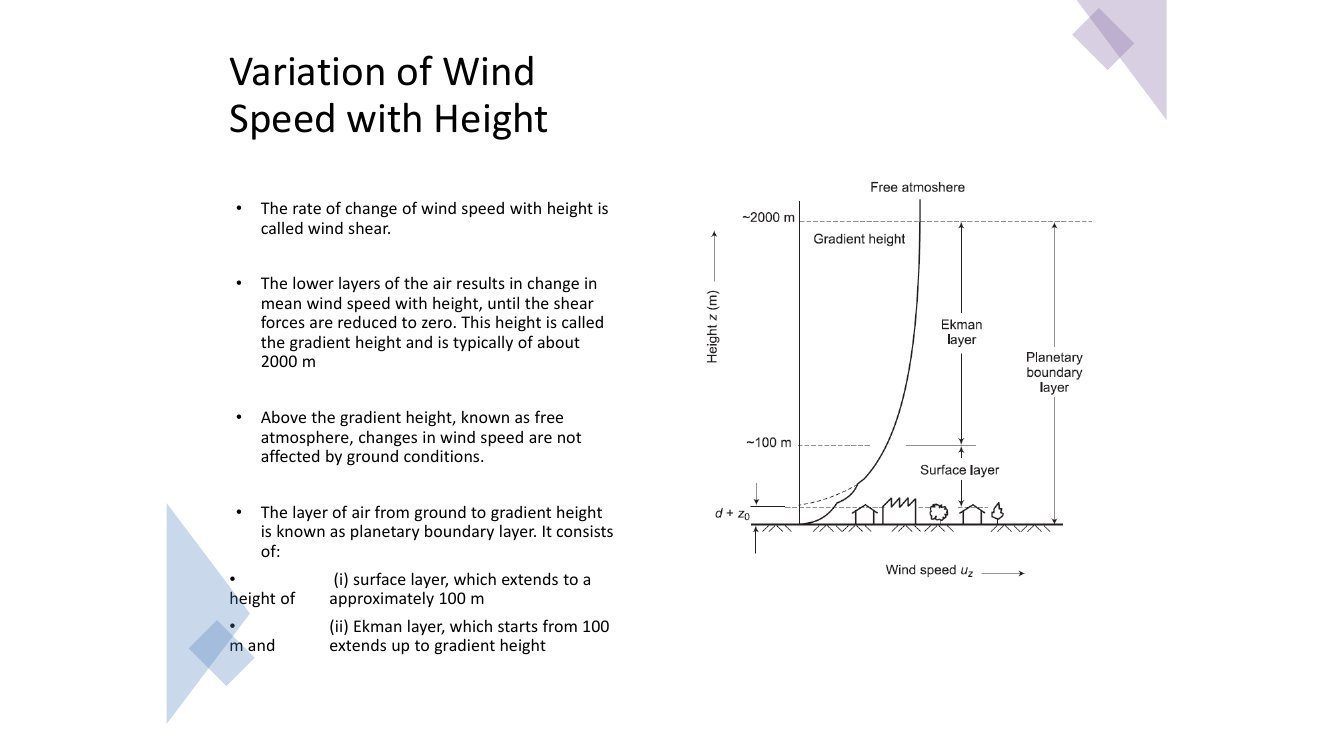 Variation of Wind
Speed with Height
• The rate of change of wind speed with height is
called wind shear.
• The lower layers of the air results in change in
mean wind speed with height, until the shear
forces are reduced to zero. This height is called
the gradient height and is typically of about
2000 m
• Above the gradient height, known as free
atmosphere, changes in wind speed are not
affected by ground conditions.
• The layer of air from ground to gradient height
is known as planetary boundary layer. It consists
of:
• (i) surface layer, which extends to a
height of approximately 100 m
• (ii) Ekman layer, which starts from 100
m and extends up to gradient height
Free atmoshere
~2000 m
Gradient height
Height z (m)
Ekman
layer
Planetary
boundary
layer
~100 m
Surface layer
d + z₀
Wind speed u_z